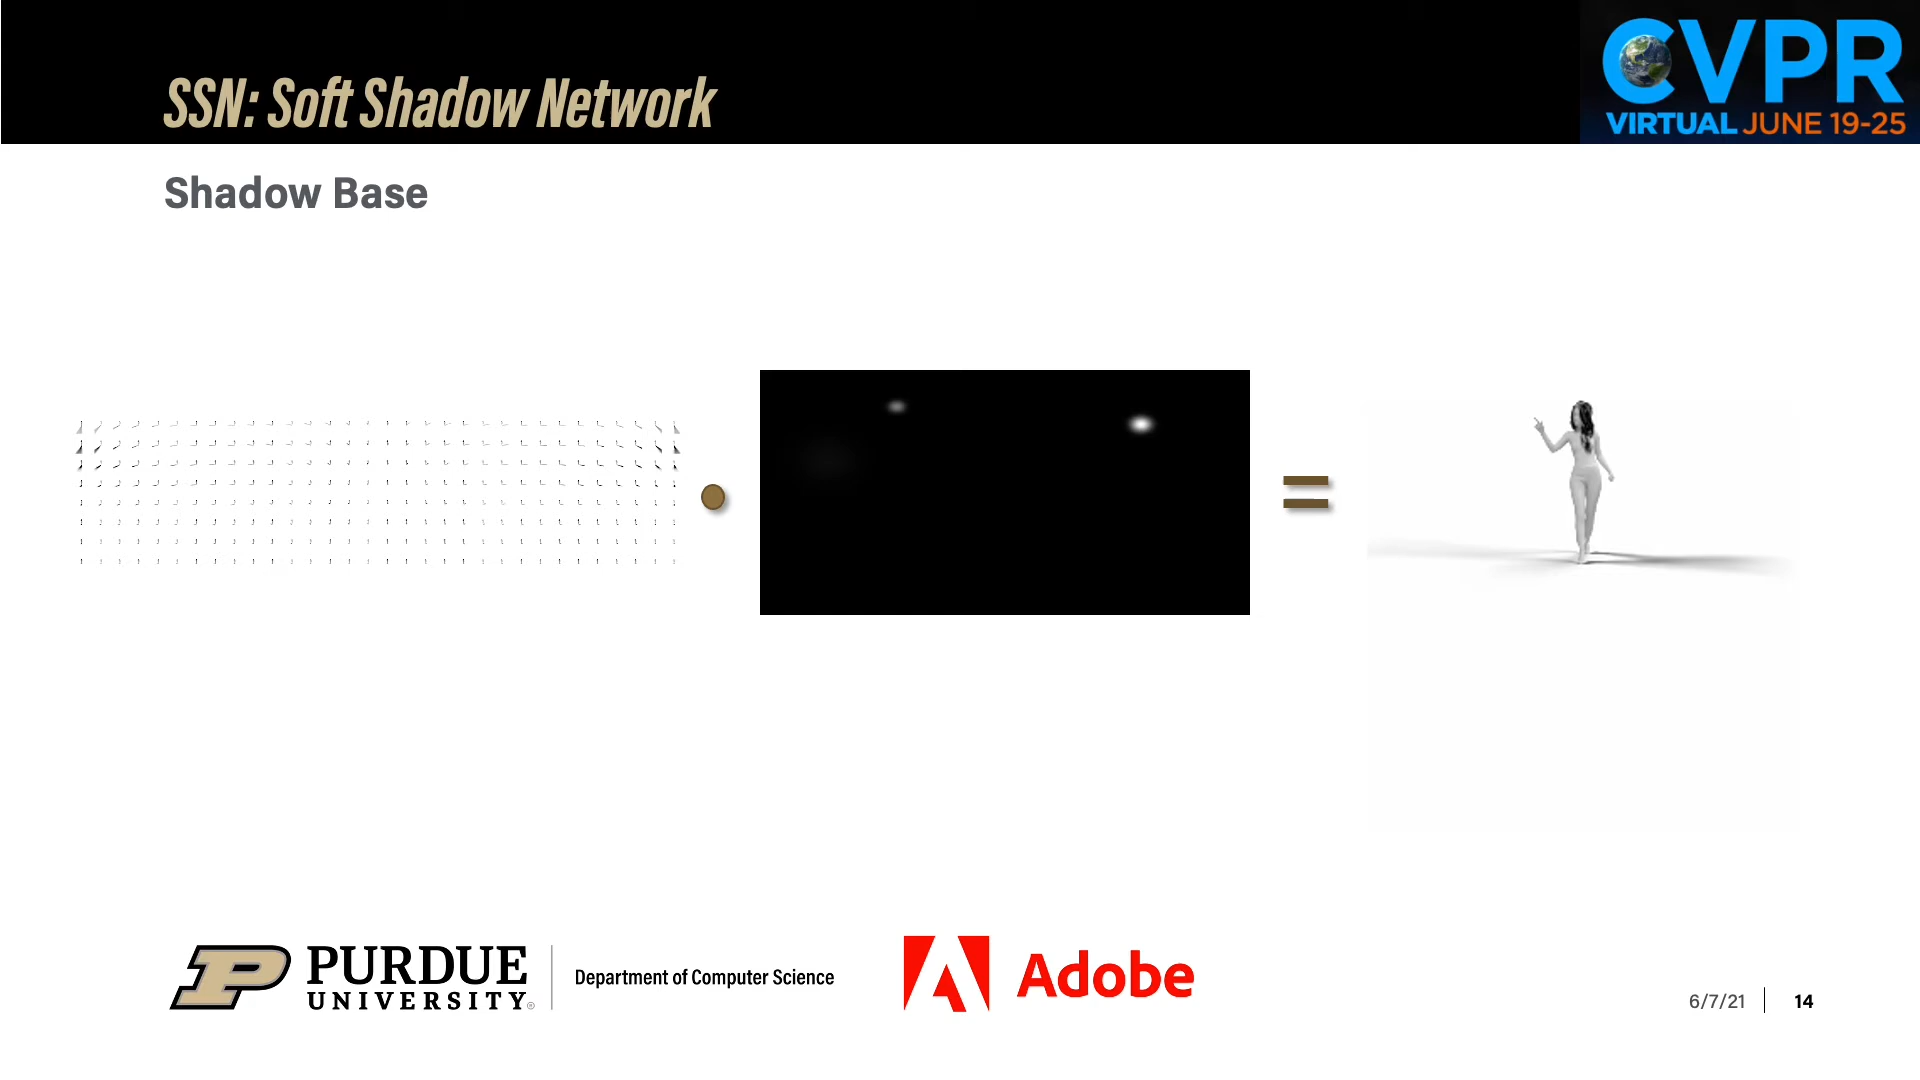 SSN: Soft Shadow Network
CVPR
VIRTUAL JUNE 19-25
Shadow Base
=
PURDUE
UNIVERSITY®
Department of Computer Science
Adobe
6/7/21
14